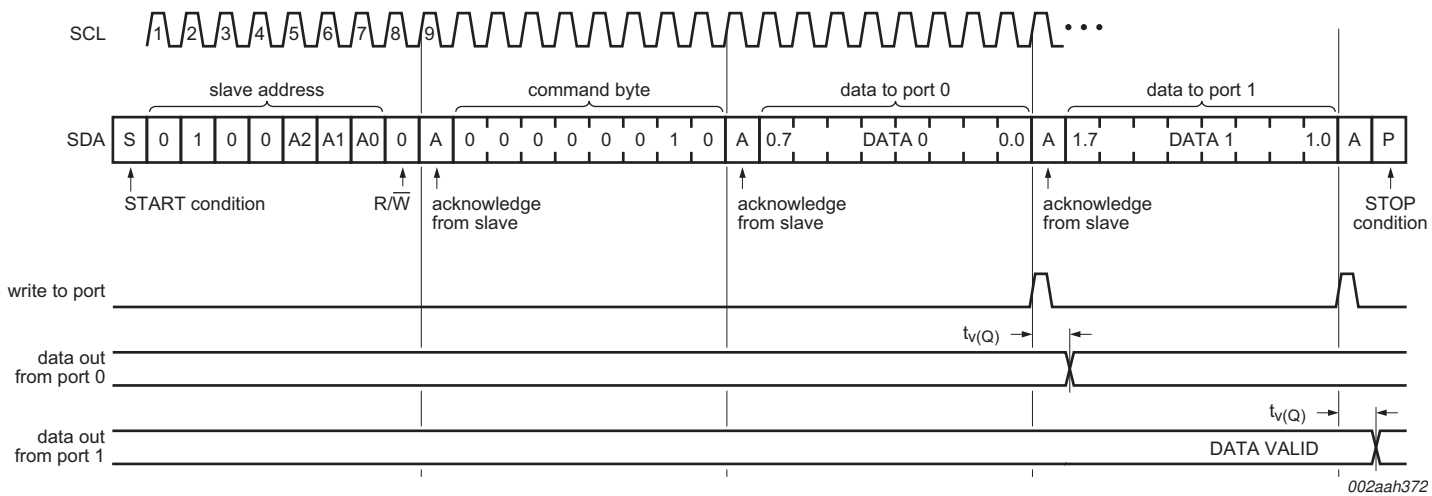 SCL 1 2 3 4 5 6 7 8 9 •••
slave address command byte data to port 0 data to port 1
SDA S 0 1 0 0 A2 A1 A0 0 A 0 0 0 0 0 0 1 0 A 0.7 DATA 0 0.0 A 1.7 DATA 1 1.0 A P
START condition R/W̅ acknowledge acknowledge acknowledge STOP
from slave from slave from slave condition
write to port
tv(Q)
data out
from port 0
tv(Q)
data out
from port 1 DATA VALID
002aah372